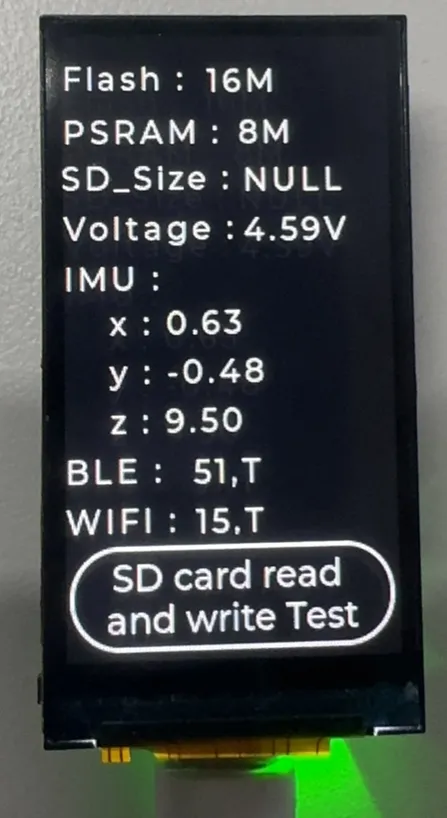 Flash : 16M
PSRAM : 8M
SD_Size : NULL
Voltage :4.59V
IMU :
x : 0.63
y : -0.48
z : 9.50
BLE : 51,T
WIFI : 15,T
SD card read
and write Test